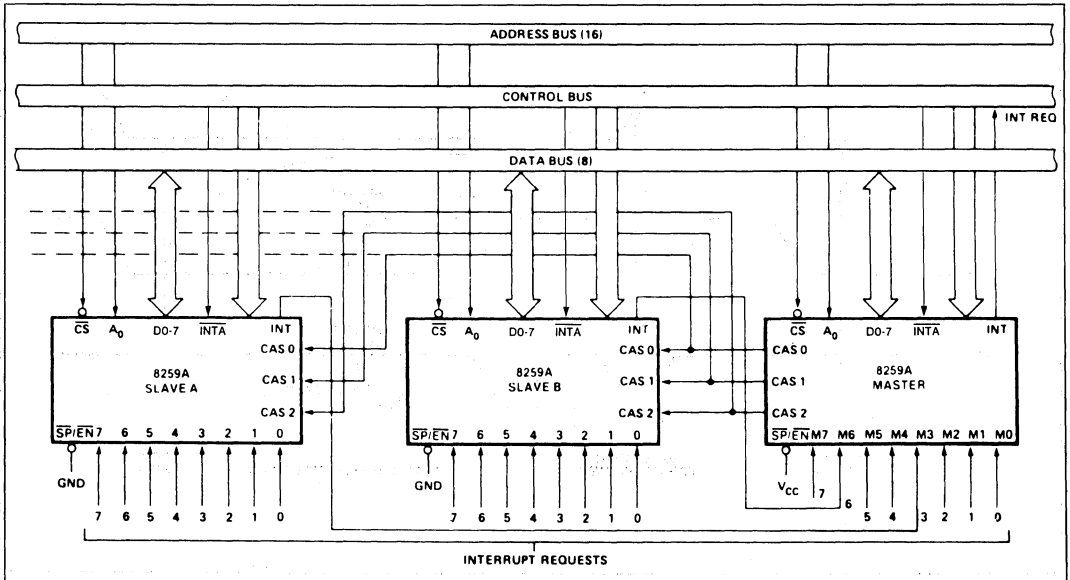 ADDRESS BUS (16)
CONTROL BUS
INT REQ
DATA BUS (8)
CS A0 D0-7 INTA INT
CAS 0
8259A
SLAVE A
CAS 1
CAS 2
SP/EN 7 6 5 4 3 2 1 0
GND
7 6 5 4 3 2 1 0
CS A0 D0-7 INTA INT
CAS 0
8259A
SLAVE B
CAS 1
CAS 2
SP/EN 7 6 5 4 3 2 1 0
GND
7 6 5 4 3 2 1 0
CS A0 D0-7 INTA INT
CAS 0
8259A
MASTER
CAS 1
CAS 2
SP/EN M7 M6 M5 M4 M3 M2 M1 M0
VCC
7 6 5 4 3 2 1 0
INTERRUPT REQUESTS